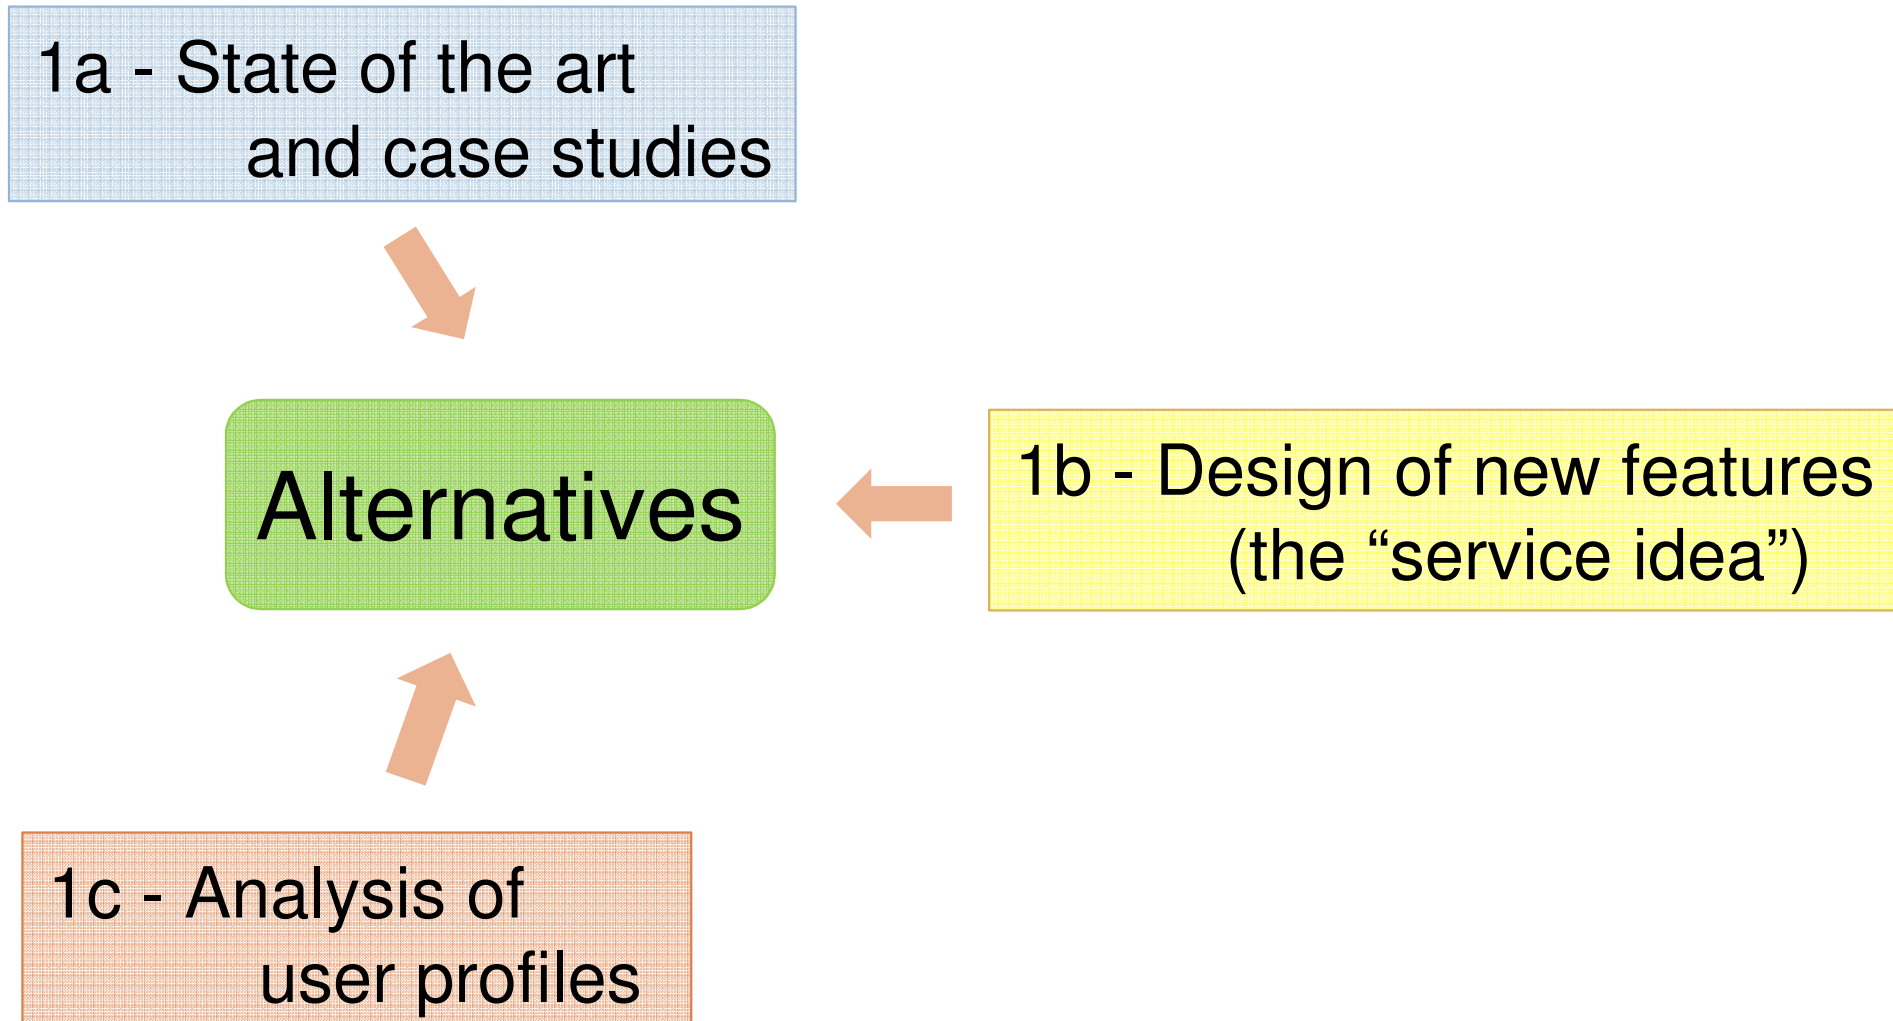 1a - State of the art
and case studies
Alternatives
1b - Design of new features
(the “service idea”)
1c - Analysis of
user profiles